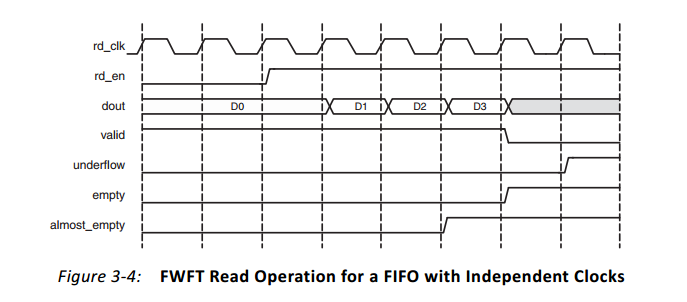 rd_clk
rd_en
dout D0 D1 D2 D3
valid
underflow
empty
almost_empty
Figure 3-4: FWFT Read Operation for a FIFO with Independent Clocks